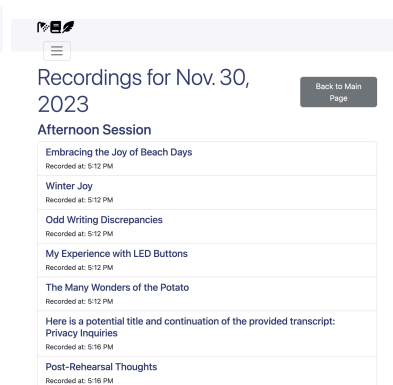 Recordings for Nov. 30,
2023
Back to Main
Page
Afternoon Session
Embracing the Joy of Beach Days
Recorded at: 5:12 PM
Winter Joy
Recorded at: 5:12 PM
Odd Writing Discrepancies
Recorded at: 5:12 PM
My Experience with LED Buttons
Recorded at: 5:12 PM
The Many Wonders of the Potato
Recorded at: 5:12 PM
Here is a potential title and continuation of the provided transcript:
Privacy Inquiries
Recorded at: 5:16 PM
Post-Rehearsal Thoughts
Recorded at: 5:16 PM